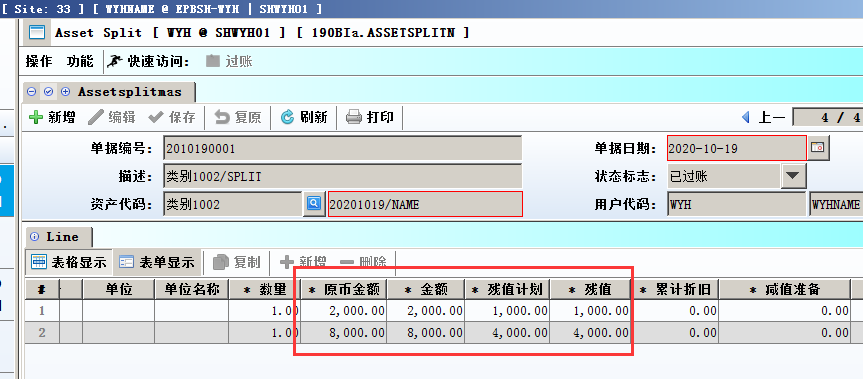 [ Site: 33 ] [ WYHNAME @ EPBSH-WYH | SHWYH01 ]
Asset Split [ WYH @ SHWYH01 ] [ 190BIa.ASSETSPLITN ]
操作 功能 快速访问: 过账
Assetsplitmas
新增 编辑 保存 复原 刷新 打印 上一 4 / 4
单据编号: 2010190001 单据日期: 2020-10-19
描述: 类别1002/SPLIT 状态标志: 已过账
资产代码: 类别1002 20201019/NAME 用户代码: WYH WYHNAME
Line
表格显示 表单显示 复制 新增 删除
# 单位 单位名称 * 数量 * 原币金额 * 金额 * 残值计划 * 残值 * 累计折旧 * 减值准备
1 1.00 2,000.00 2,000.00 1,000.00 1,000.00 0.00 0.00
2 1.00 8,000.00 8,000.00 4,000.00 4,000.00 0.00 0.00